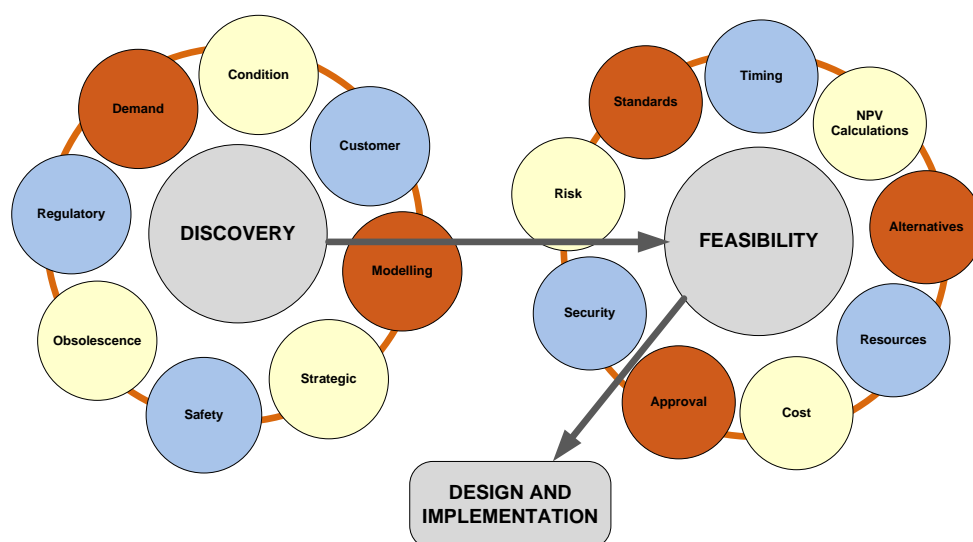 Condition
Demand
Customer
Regulatory
DISCOVERY
Modelling
Obsolescence
Strategic
Safety
Timing
Standards
NPV
Calculations
Risk
Alternatives
FEASIBILITY
Security
Resources
Approval
Cost
DESIGN AND
IMPLEMENTATION